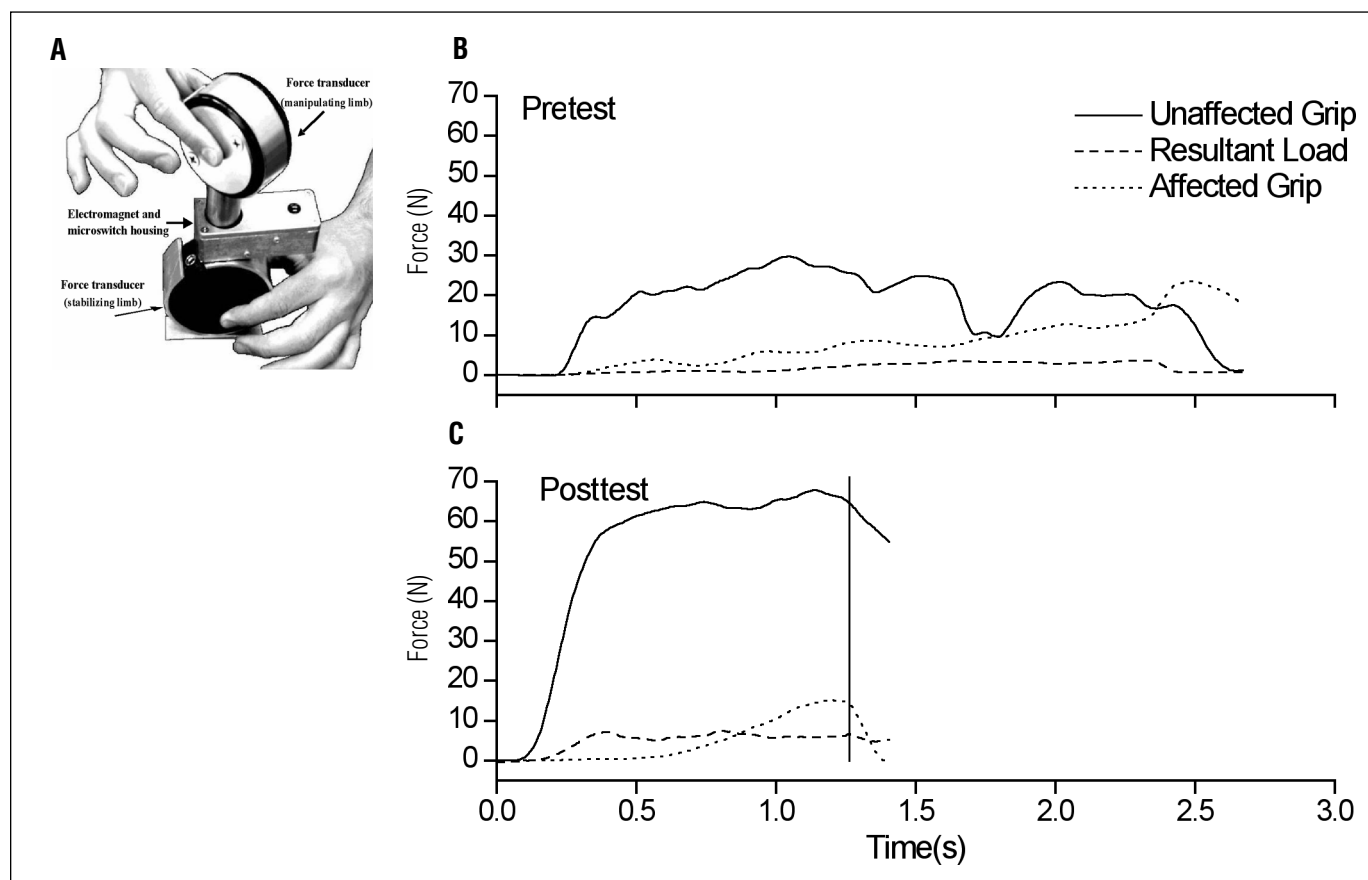 A
Force transducer
(manipulating limb)
Electromagnet and
microswitch housing
Force transducer
(stabilizing limb)
B
Pretest
Unaffected Grip
Resultant Load
Affected Grip
Force (N)
70
60
50
40
30
20
10
0
C
Posttest
Force (N)
70
60
50
40
30
20
10
0
0.0 0.5 1.0 1.5 2.0 2.5 3.0
Time(s)